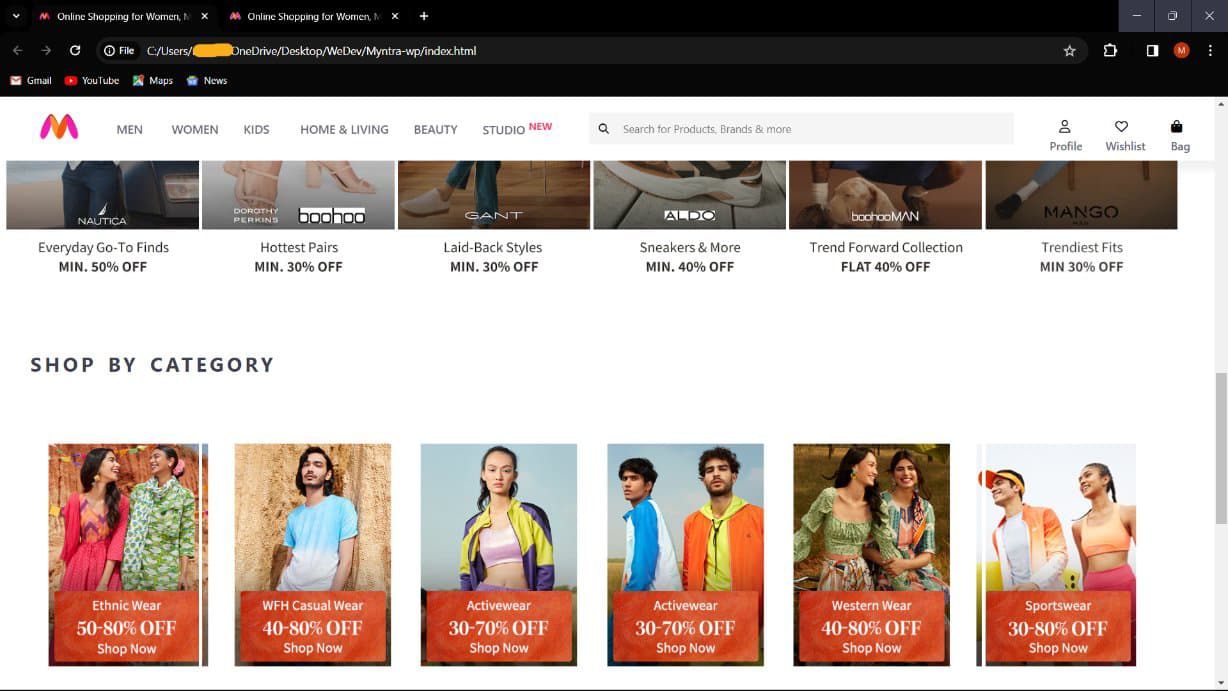 Online Shopping for Women, M
Online Shopping for Women, M
File C:/Users/ OneDrive/Desktop/WeDev/Myntra-wp/index.html
M
Gmail YouTube Maps News
MEN WOMEN KIDS HOME & LIVING BEAUTY STUDIO NEW
Search for Products, Brands & more
Profile Wishlist Bag
NAUTICA
DOROTHY
PERKINS
boohoo
GANT
ALDO
boohooMAN
MANGO
MAN
Everyday Go-To Finds
MIN. 50% OFF
Hottest Pairs
MIN. 30% OFF
Laid-Back Styles
MIN. 30% OFF
Sneakers & More
MIN. 40% OFF
Trend Forward Collection
FLAT 40% OFF
Trendiest Fits
MIN 30% OFF
SHOP BY CATEGORY
Ethnic Wear
50-80% OFF
Shop Now
WFH Casual Wear
40-80% OFF
Shop Now
Activewear
30-70% OFF
Shop Now
Activewear
30-70% OFF
Shop Now
Western Wear
40-80% OFF
Shop Now
Sportswear
30-80% OFF
Shop Now